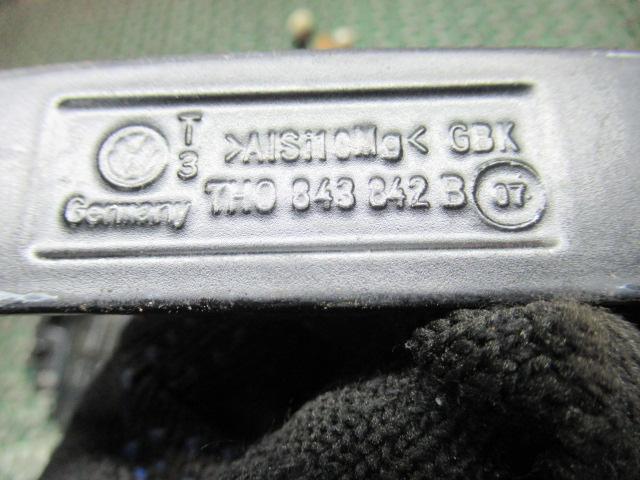 T
3
>AlSi10Mg< GBK
7H0 843 842 B 07
Germany